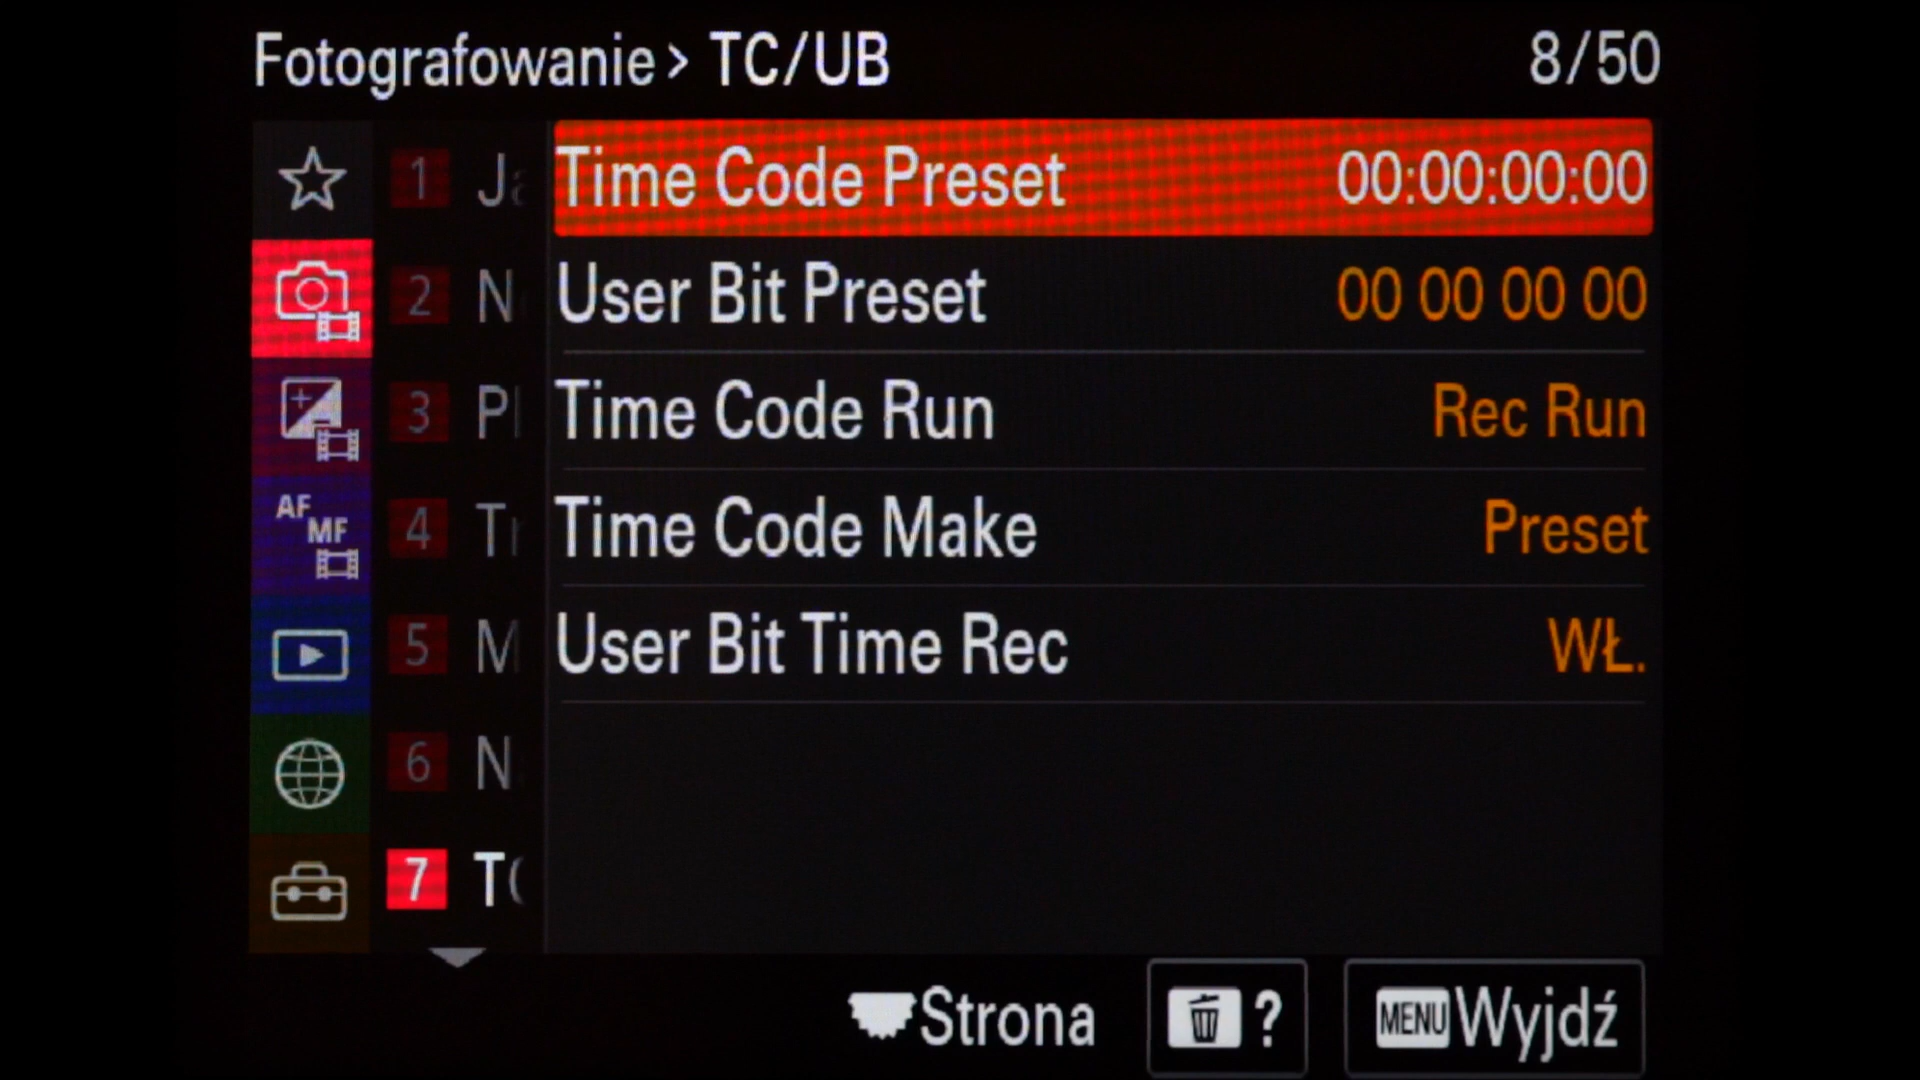 Fotografowanie > TC/UB 8/50
1
Time Code Preset 00:00:00:00
2
User Bit Preset 00 00 00 00
3
Time Code Run Rec Run
AF MF
4
Time Code Make Preset
5
User Bit Time Rec WŁ.
6
7
Strona ? MENU Wyjdź